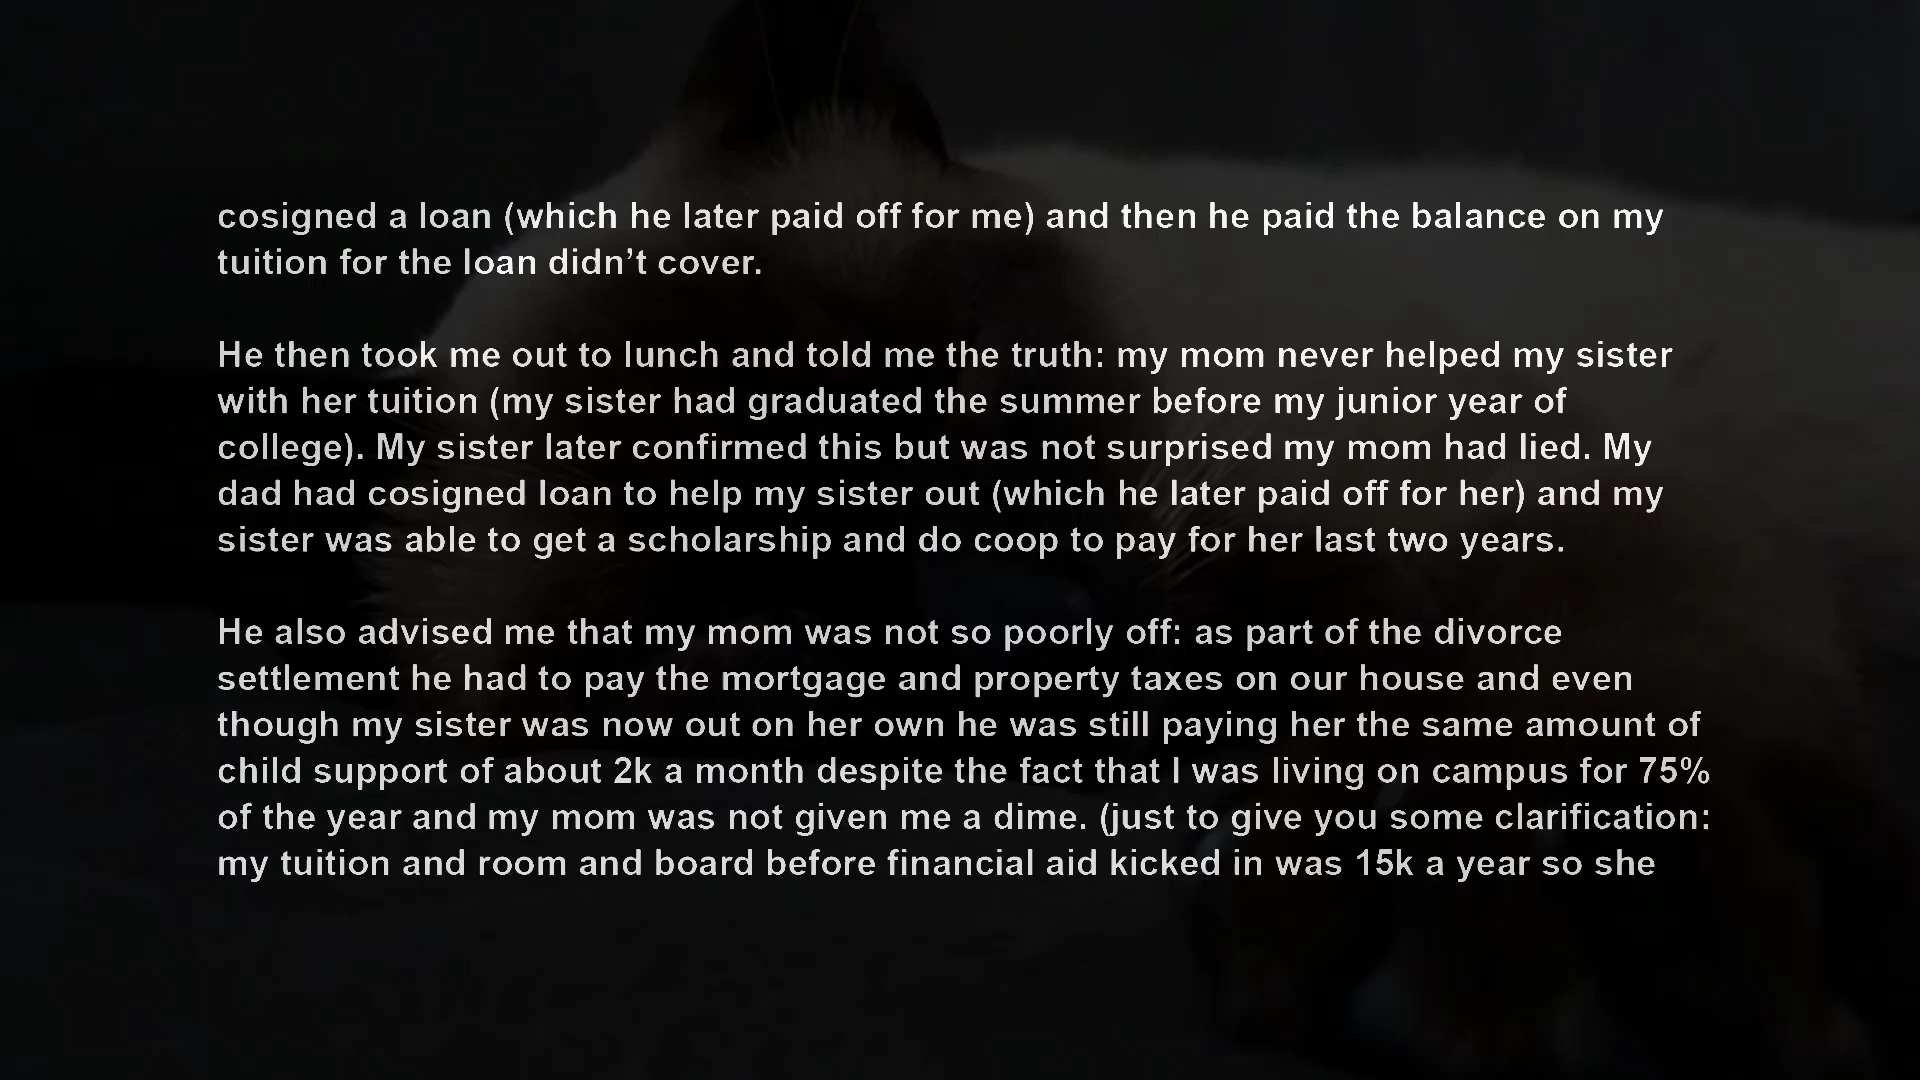 cosigned a loan (which he later paid off for me) and then he paid the balance on my
tuition for the loan didn’t cover.
He then took me out to lunch and told me the truth: my mom never helped my sister
with her tuition (my sister had graduated the summer before my junior year of
college). My sister later confirmed this but was not surprised my mom had lied. My
dad had cosigned loan to help my sister out (which he later paid off for her) and my
sister was able to get a scholarship and do coop to pay for her last two years.
He also advised me that my mom was not so poorly off: as part of the divorce
settlement he had to pay the mortgage and property taxes on our house and even
though my sister was now out on her own he was still paying her the same amount of
child support of about 2k a month despite the fact that I was living on campus for 75%
of the year and my mom was not given me a dime. (just to give you some clarification:
my tuition and room and board before financial aid kicked in was 15k a year so she